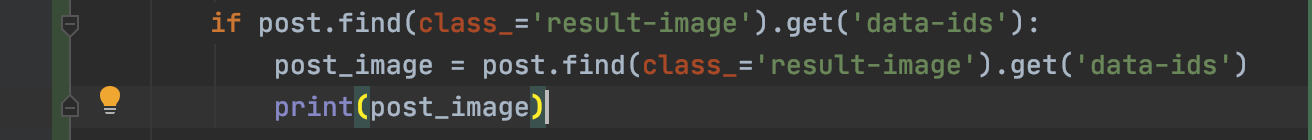 if post.find(class_='result-image').get('data-ids'):
post_image = post.find(class_='result-image').get('data-ids')
print(post_image)